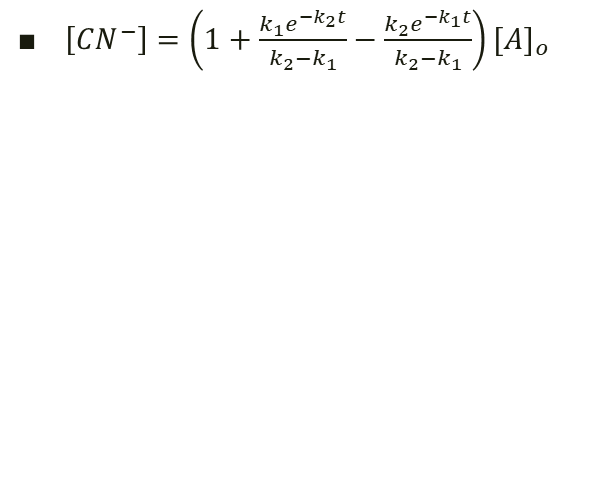 ▪ [CN⁻] = (1 + k₁e^{−k₂t}/(k₂−k₁) − k₂e^{−k₁t}/(k₂−k₁)) [A]ₒ